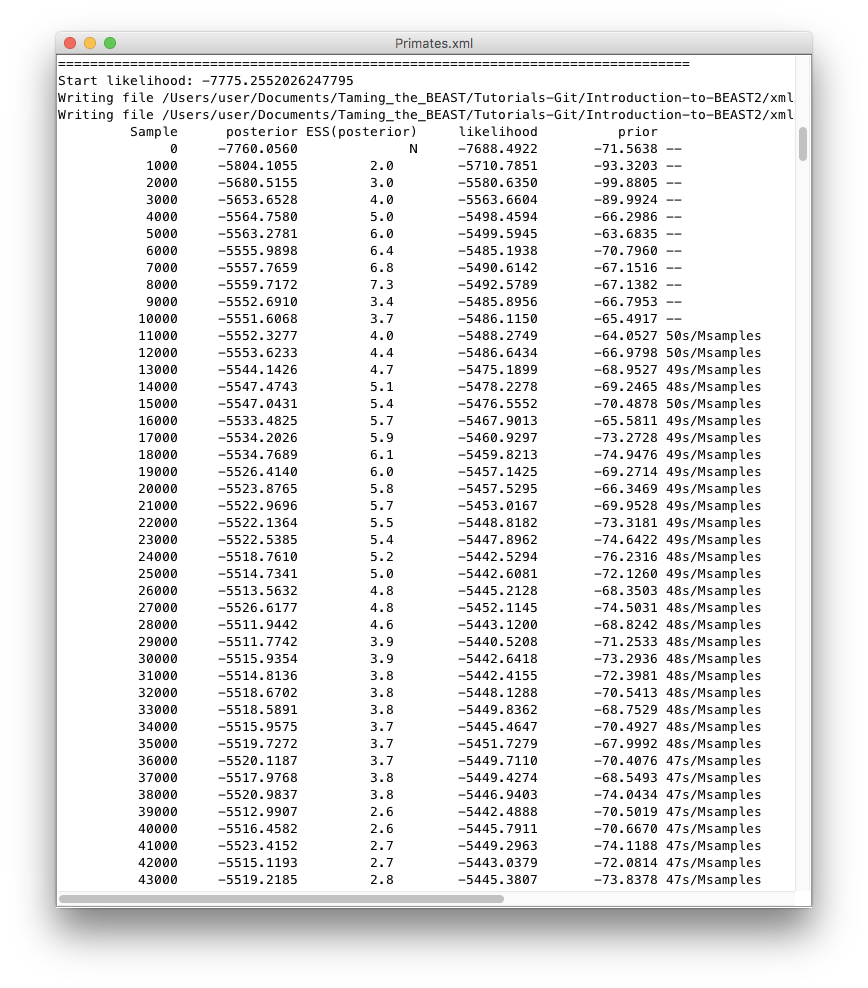 Primates.xml
===============================================================================
Start likelihood: -7775.2552026247795
Writing file /Users/user/Documents/Taming_the_BEAST/Tutorials-Git/Introduction-to-BEAST2/xml
Writing file /Users/user/Documents/Taming_the_BEAST/Tutorials-Git/Introduction-to-BEAST2/xml
Sample posterior ESS(posterior) likelihood prior
0 -7760.0560 N -7688.4922 -71.5638 --
1000 -5804.1055 2.0 -5710.7851 -93.3203 --
2000 -5680.5155 3.0 -5580.6350 -99.8805 --
3000 -5653.6528 4.0 -5563.6604 -89.9924 --
4000 -5564.7580 5.0 -5498.4594 -66.2986 --
5000 -5563.2781 6.0 -5499.5945 -63.6835 --
6000 -5555.9898 6.4 -5485.1938 -70.7960 --
7000 -5557.7659 6.8 -5490.6142 -67.1516 --
8000 -5559.7172 7.3 -5492.5789 -67.1382 --
9000 -5552.6910 3.4 -5485.8956 -66.7953 --
10000 -5551.6068 3.7 -5486.1150 -65.4917 --
11000 -5552.3277 4.0 -5488.2749 -64.0527 50s/Msamples
12000 -5553.6233 4.4 -5486.6434 -66.9798 50s/Msamples
13000 -5544.1426 4.7 -5475.1899 -68.9527 49s/Msamples
14000 -5547.4743 5.1 -5478.2278 -69.2465 48s/Msamples
15000 -5547.0431 5.4 -5476.5552 -70.4878 50s/Msamples
16000 -5533.4825 5.7 -5467.9013 -65.5811 49s/Msamples
17000 -5534.2026 5.9 -5460.9297 -73.2728 49s/Msamples
18000 -5534.7689 6.1 -5459.8213 -74.9476 49s/Msamples
19000 -5526.4140 6.0 -5457.1425 -69.2714 49s/Msamples
20000 -5523.8765 5.8 -5457.5295 -66.3469 49s/Msamples
21000 -5522.9696 5.7 -5453.0167 -69.9528 49s/Msamples
22000 -5522.1364 5.5 -5448.8182 -73.3181 49s/Msamples
23000 -5522.5385 5.4 -5447.8962 -74.6422 49s/Msamples
24000 -5518.7610 5.2 -5442.5294 -76.2316 48s/Msamples
25000 -5514.7341 5.0 -5442.6081 -72.1260 49s/Msamples
26000 -5513.5632 4.8 -5445.2128 -68.3503 48s/Msamples
27000 -5526.6177 4.8 -5452.1145 -74.5031 48s/Msamples
28000 -5511.9442 4.6 -5443.1200 -68.8242 48s/Msamples
29000 -5511.7742 3.9 -5440.5208 -71.2533 48s/Msamples
30000 -5515.9354 3.9 -5442.6418 -73.2936 48s/Msamples
31000 -5514.8136 3.8 -5442.4155 -72.3981 48s/Msamples
32000 -5518.6702 3.8 -5448.1288 -70.5413 48s/Msamples
33000 -5518.5891 3.8 -5449.8362 -68.7529 48s/Msamples
34000 -5515.9575 3.7 -5445.4647 -70.4927 48s/Msamples
35000 -5519.7272 3.7 -5451.7279 -67.9992 48s/Msamples
36000 -5520.1187 3.7 -5449.7110 -70.4076 47s/Msamples
37000 -5517.9768 3.8 -5449.4274 -68.5493 47s/Msamples
38000 -5520.9837 3.8 -5446.9403 -74.0434 47s/Msamples
39000 -5512.9907 2.6 -5442.4888 -70.5019 47s/Msamples
40000 -5516.4582 2.6 -5445.7911 -70.6670 47s/Msamples
41000 -5523.4152 2.7 -5449.2963 -74.1188 47s/Msamples
42000 -5515.1193 2.7 -5443.0379 -72.0814 47s/Msamples
43000 -5519.2185 2.8 -5445.3807 -73.8378 47s/Msamples